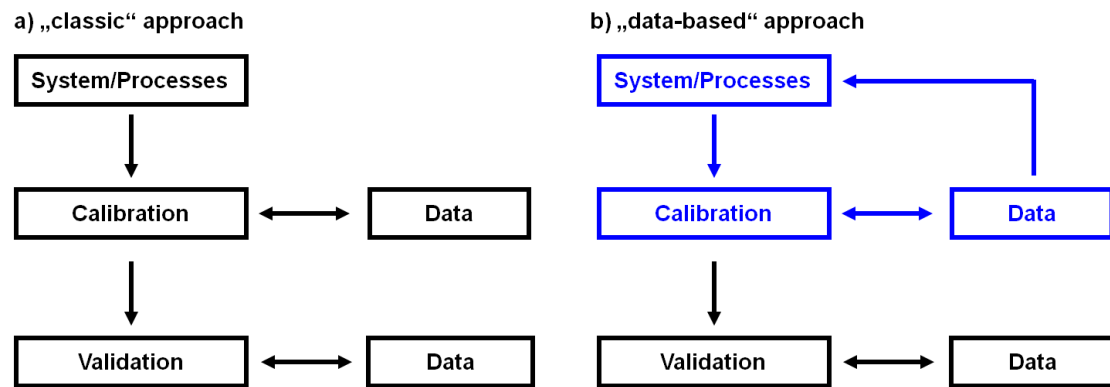 a) „classic“ approach
System/Processes
Calibration
Data
Validation
Data
b) „data-based“ approach
System/Processes
Calibration
Data
Validation
Data